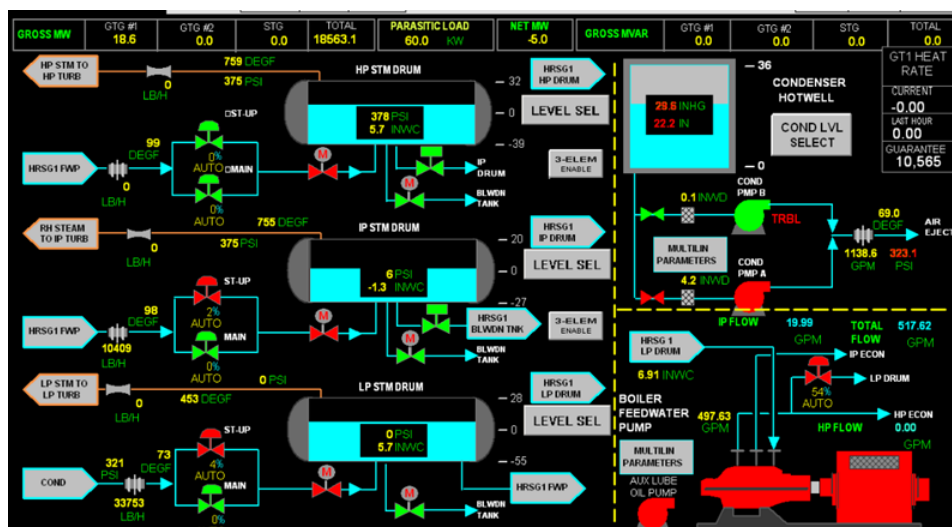 GROSS MW
GTG #1
18.6
GTG #2
0.0
STG
0.0
TOTAL
18563.1
PARASITIC LOAD
60.0 KW
NET MW
-5.0
GROSS MVAR
GTG #1
0.0
GTG #2
0.0
STG
0.0
TOTAL
0.0
HP STM TO
HP TURB
0
LB/H
759 DEGF
375 PSI
HP STM DRUM
378 PSI
5.7 INWC
32
0
-39
HRSG1
HP DRUM
LEVEL SEL
3-ELEM
ENABLE
ST-UP
0%
AUTO
MAIN
0%
AUTO
99
DEGF
HRSG1 FWP
0
LB/H
M
M
IP
DRUM
BLWDN
TANK
RH STEAM
TO IP TURB
0
LB/H
755 DEGF
375 PSI
IP STM DRUM
6 PSI
-1.3 INWC
20
0
-27
HRSG1
IP DRUM
LEVEL SEL
3-ELEM
ENABLE
ST-UP
2%
AUTO
MAIN
0%
AUTO
98
DEGF
HRSG1 FWP
10409
LB/H
M
M
HRSG1
BLWDN TNK
BLWDN
TANK
LP STM TO
LP TURB
0
LB/H
0 PSI
453 DEGF
LP STM DRUM
0 PSI
5.7 INWC
28
0
-55
HRSG 1
LP DRUM
LEVEL SEL
ST-UP
4%
AUTO
MAIN
0%
321
PSI
73
DEGF
COND
33753
LB/H
M
M
HRSG1 FWP
BLWDN
TANK
36
0
29.8 INHG
22.2 IN
CONDENSER
HOTWELL
COND LVL
SELECT
GT1 HEAT
RATE
CURRENT
-0.00
LAST HOUR
0.00
GUARANTEE
10,565
0.1 INWD
COND
PMP B
TRBL
MULTILIN
PARAMETERS
4.2 INWD
COND
PMP A
69.0
DEGF
1138.6
GPM
323.1
PSI
AIR
EJECT
IP FLOW
19.99
GPM
TOTAL
FLOW
517.62
GPM
HRSG 1
LP DRUM
6.91 INWC
IP ECON
LP DRUM
54%
AUTO
HP ECON
HP FLOW
0.00
GPM
BOILER
FEEDWATER
PUMP
497.63
GPM
MULTILIN
PARAMETERS
AUX LUBE
OIL PUMP